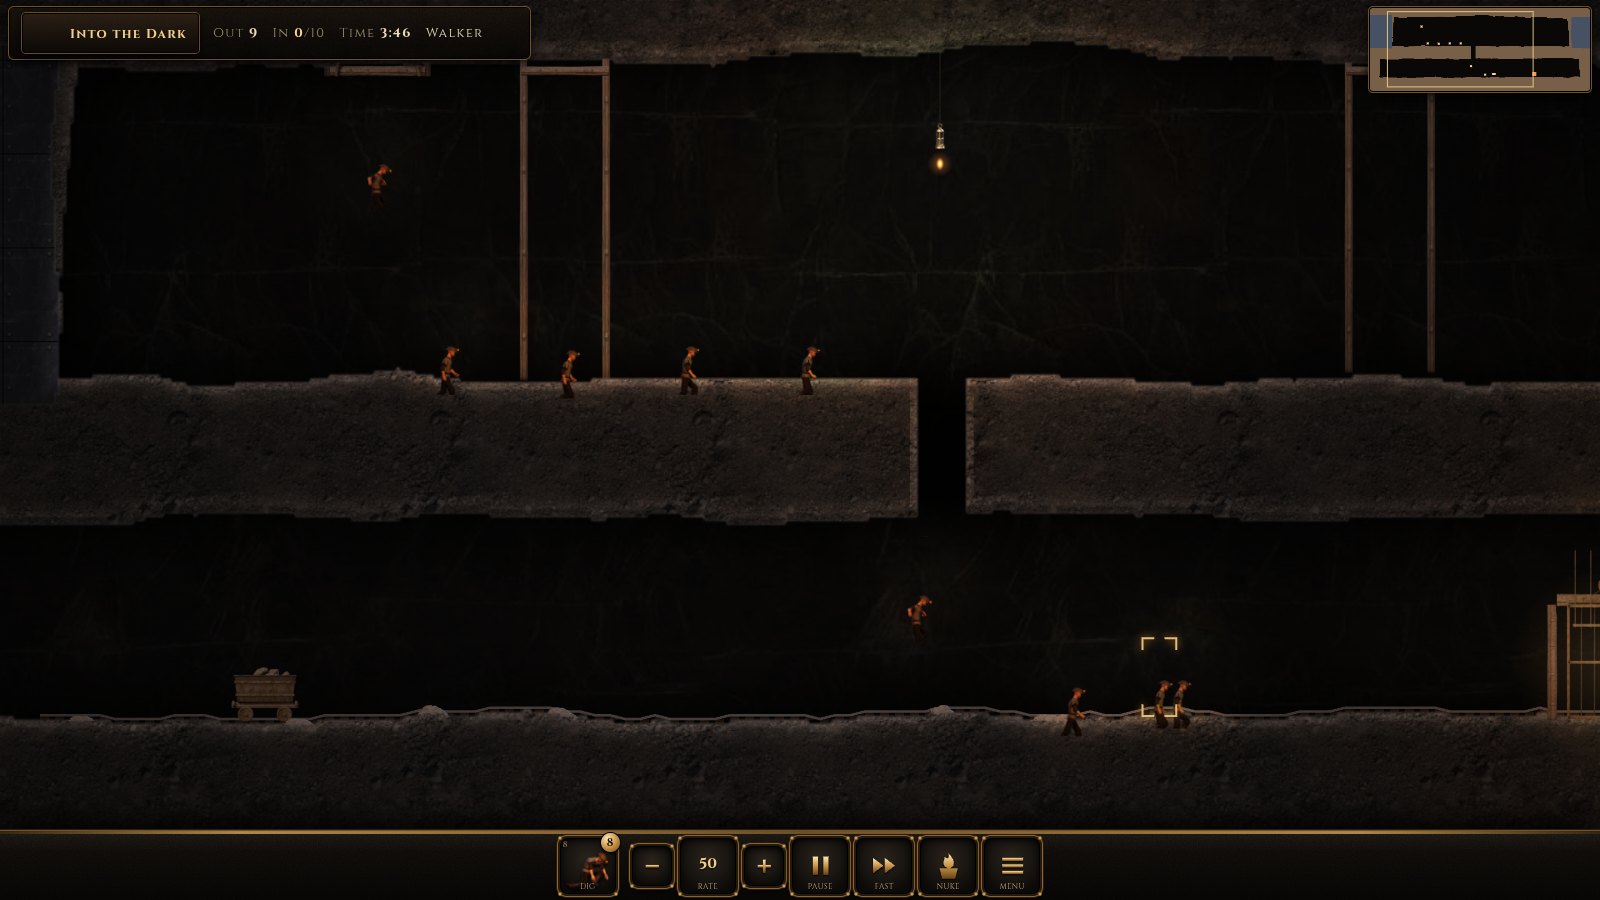 Into the Dark OUT 9 IN 0/10 TIME 3:46 WALKER
8 8
50
DIG RATE PAUSE FAST NUKE MENU